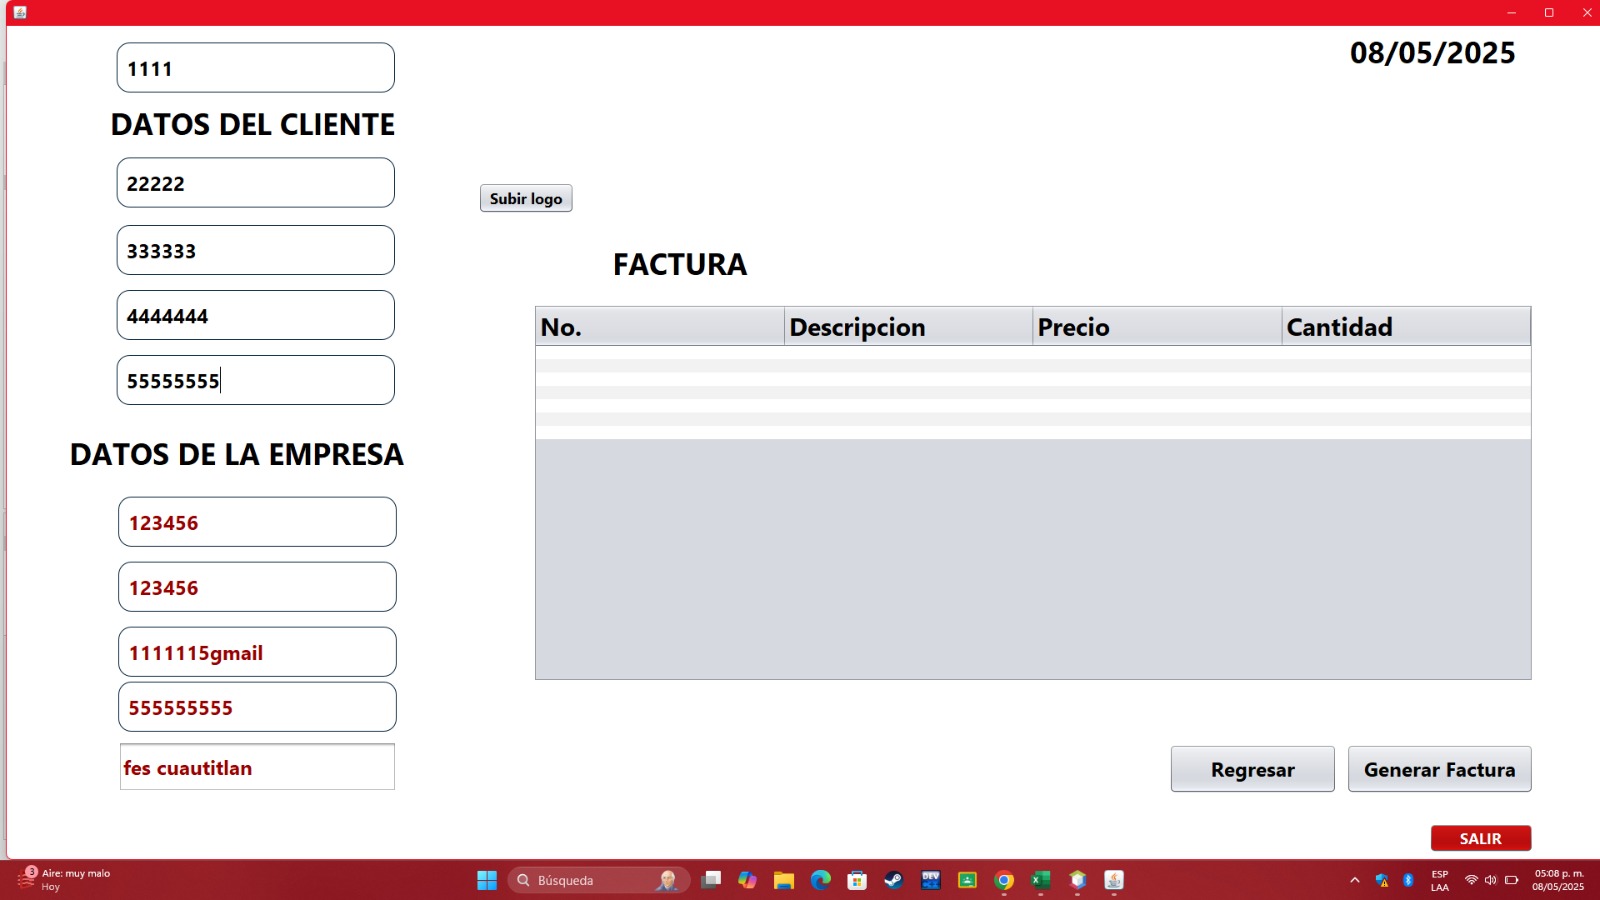 1111
08/05/2025
DATOS DEL CLIENTE
22222
333333
4444444
55555555
Subir logo
FACTURA
No. Descripcion Precio Cantidad
DATOS DE LA EMPRESA
123456
123456
1111115gmail
555555555
fes cuautitlan
Regresar Generar Factura
SALIR
3 Aire: muy malo
Hoy
Búsqueda
DEV
ESP
LAA
05:08 p. m.
08/05/2025